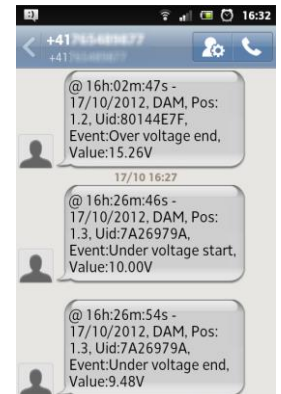 16:32
+41
+41
@ 16h:02m:47s -
17/10/2012, DAM, Pos:
1.2, Uid:80144E7F,
Event:Over voltage end,
Value:15.26V
17/10 16:27
@ 16h:26m:46s -
17/10/2012, DAM, Pos:
1.3, Uid:7A26979A,
Event:Under voltage start,
Value:10.00V
@ 16h:26m:54s -
17/10/2012, DAM, Pos:
1.3, Uid:7A26979A,
Event:Under voltage end,
Value:9.48V